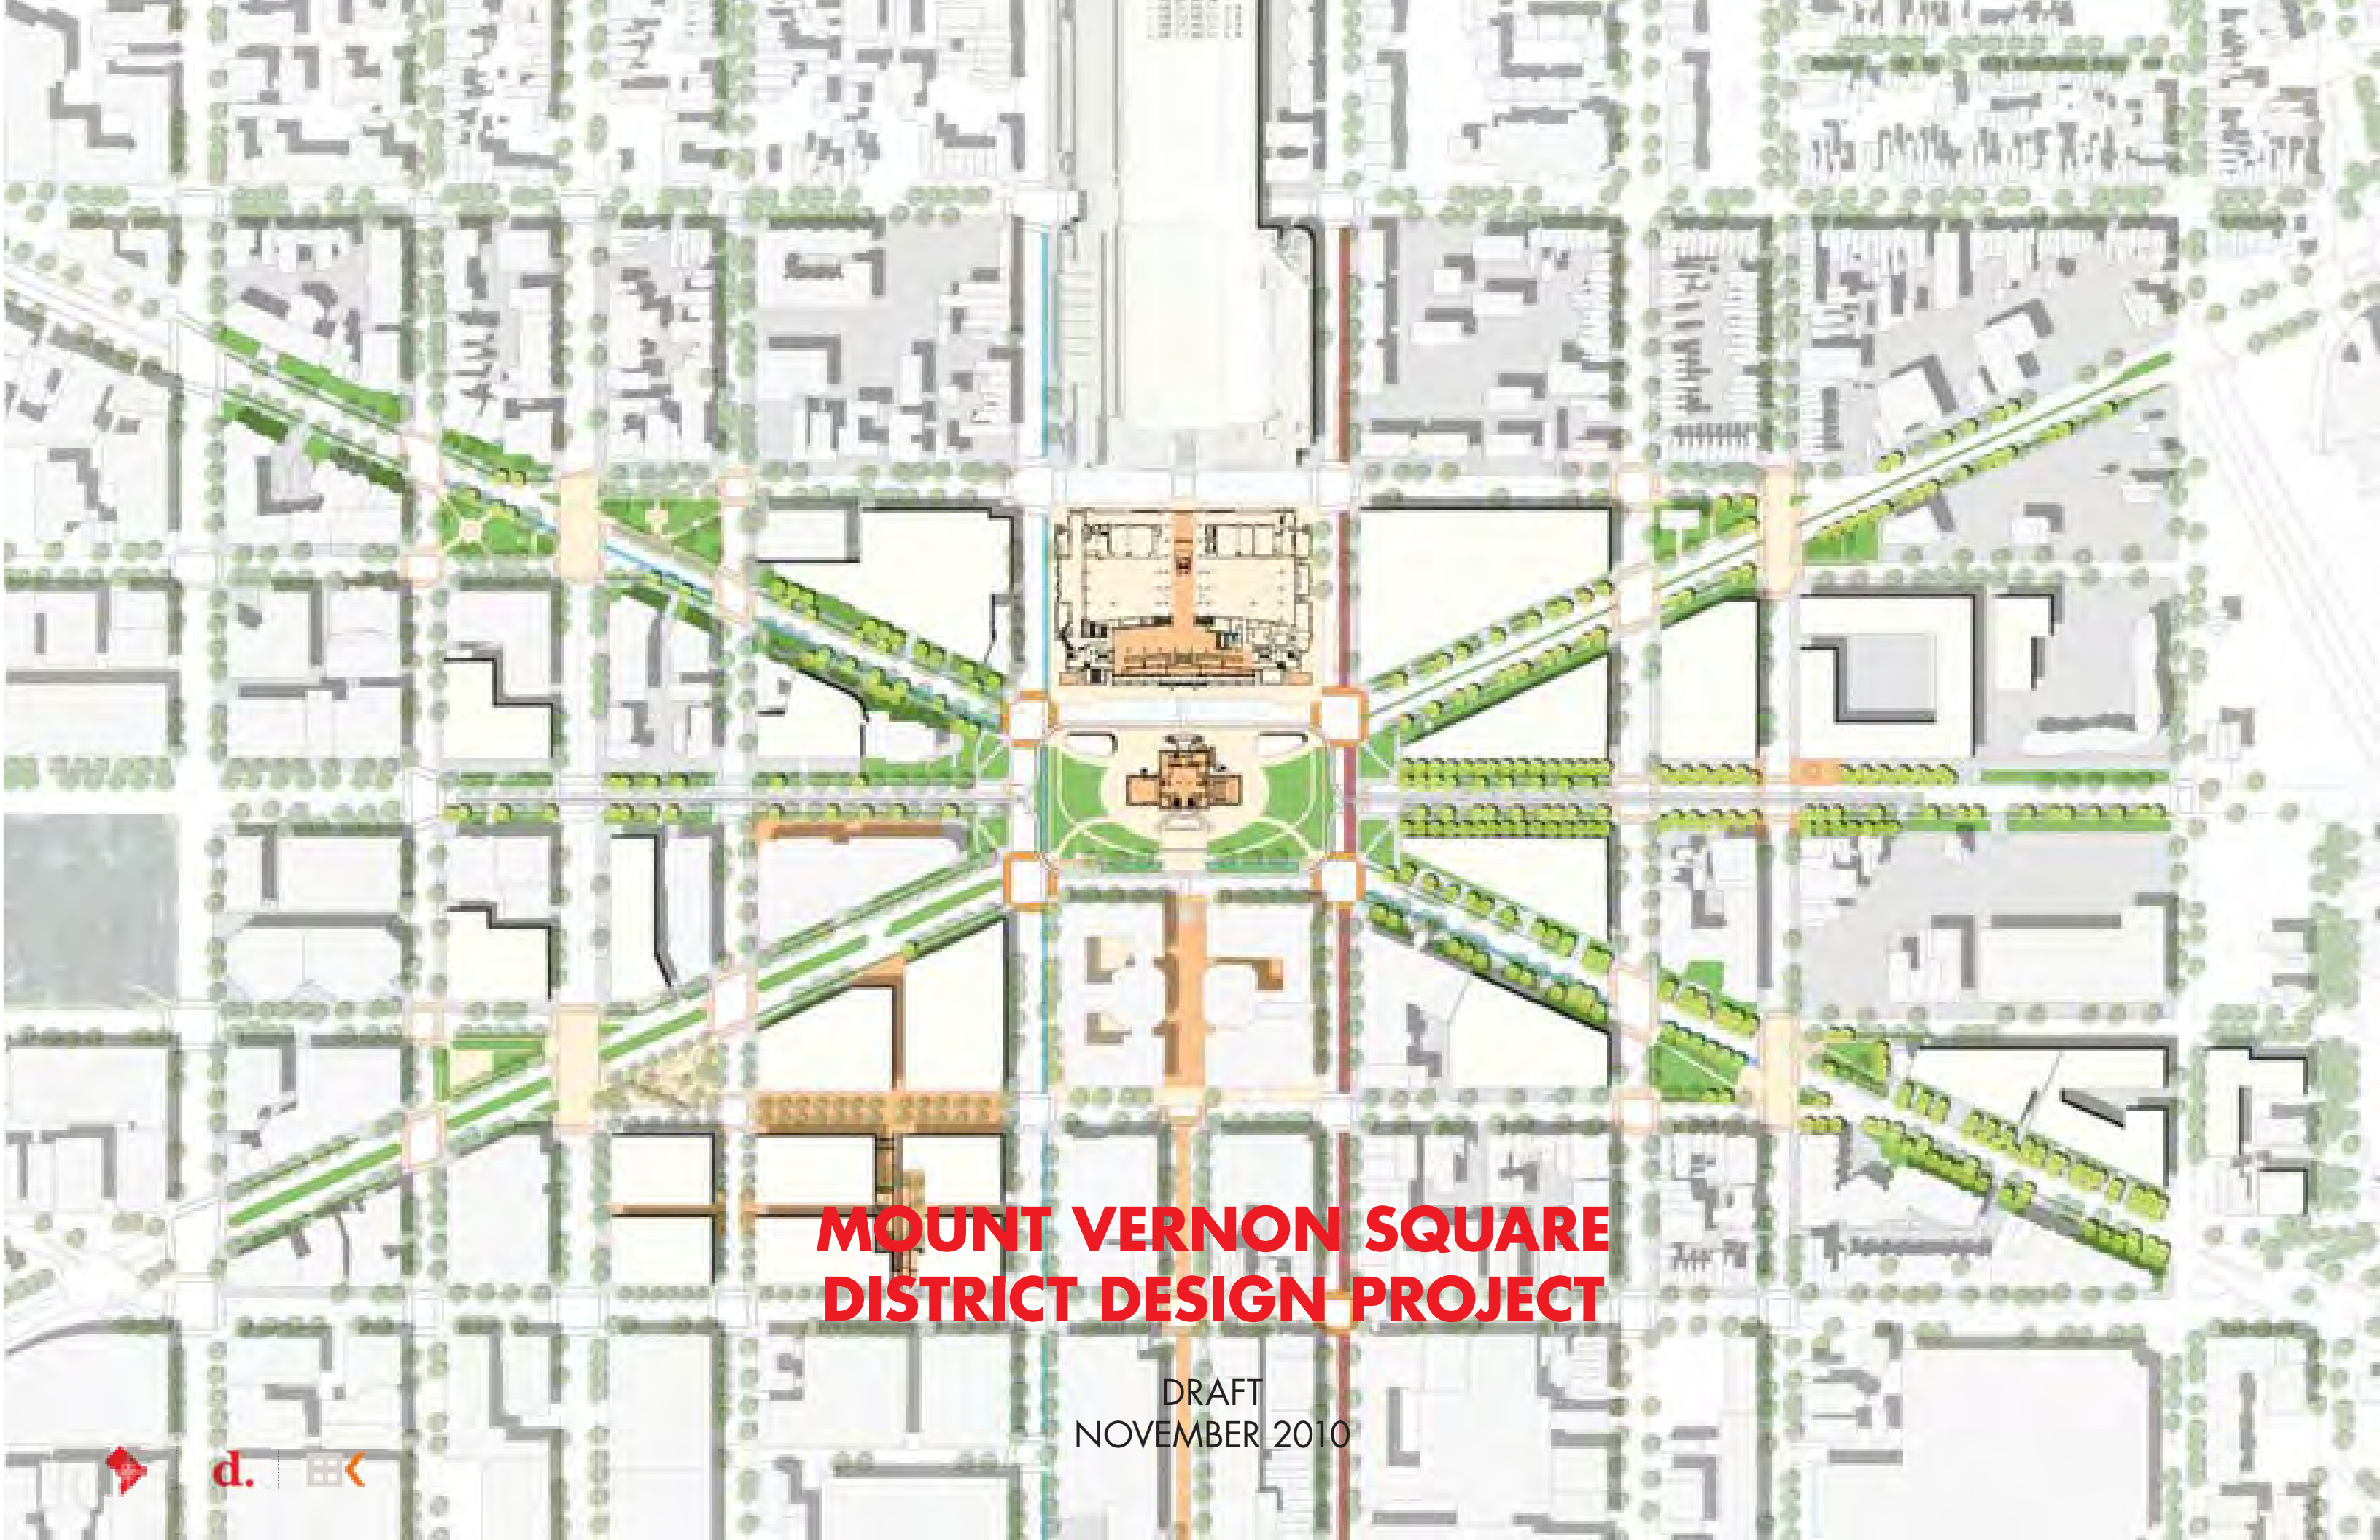 MOUNT VERNON SQUARE
DISTRICT DESIGN PROJECT
DRAFT
NOVEMBER 2010
d.